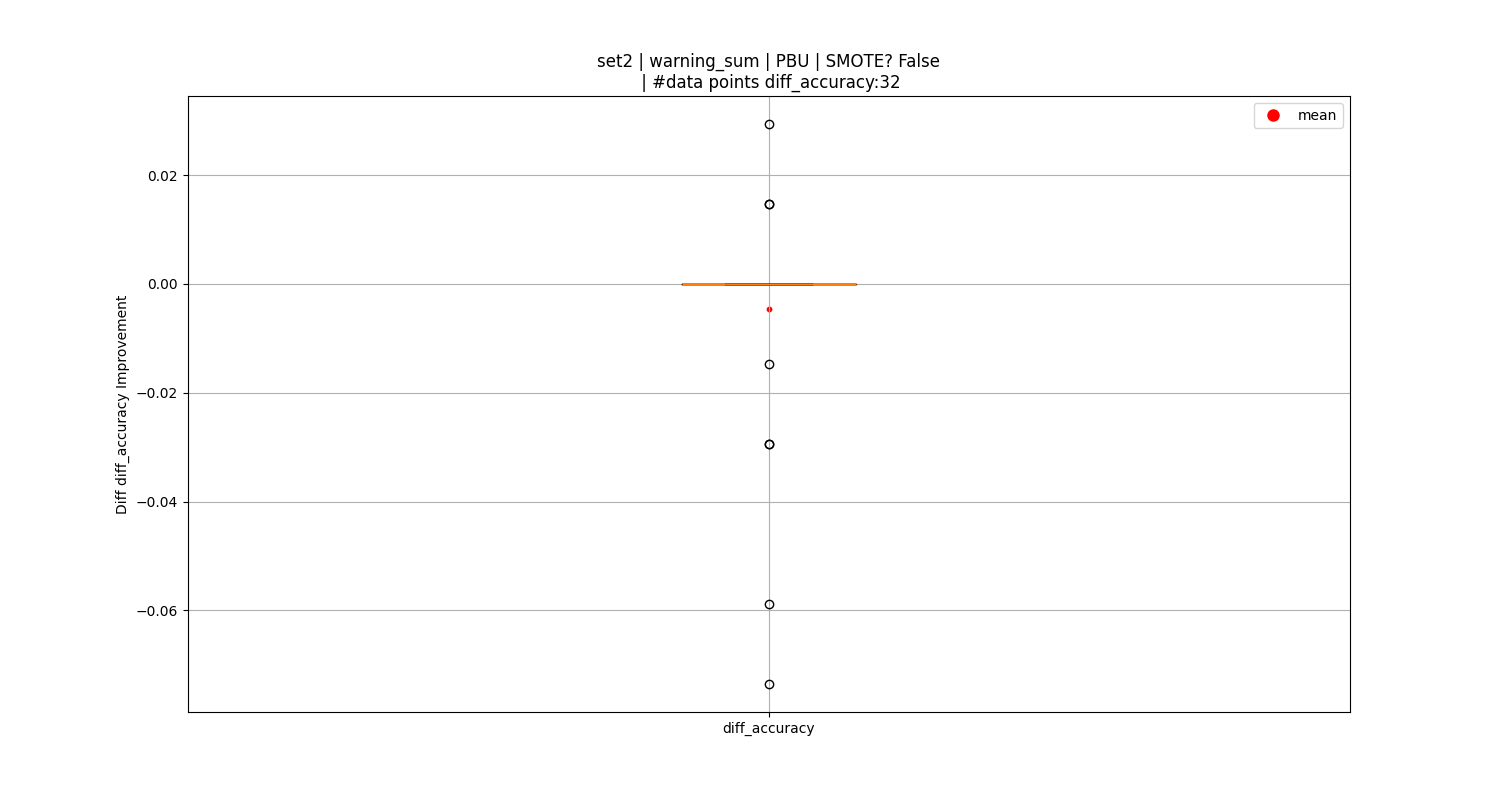 set2 | warning_sum | PBU | SMOTE? False
| #data points diff_accuracy:32
mean
0.02
0.00
−0.02
−0.04
−0.06
Diff diff_accuracy Improvement
diff_accuracy